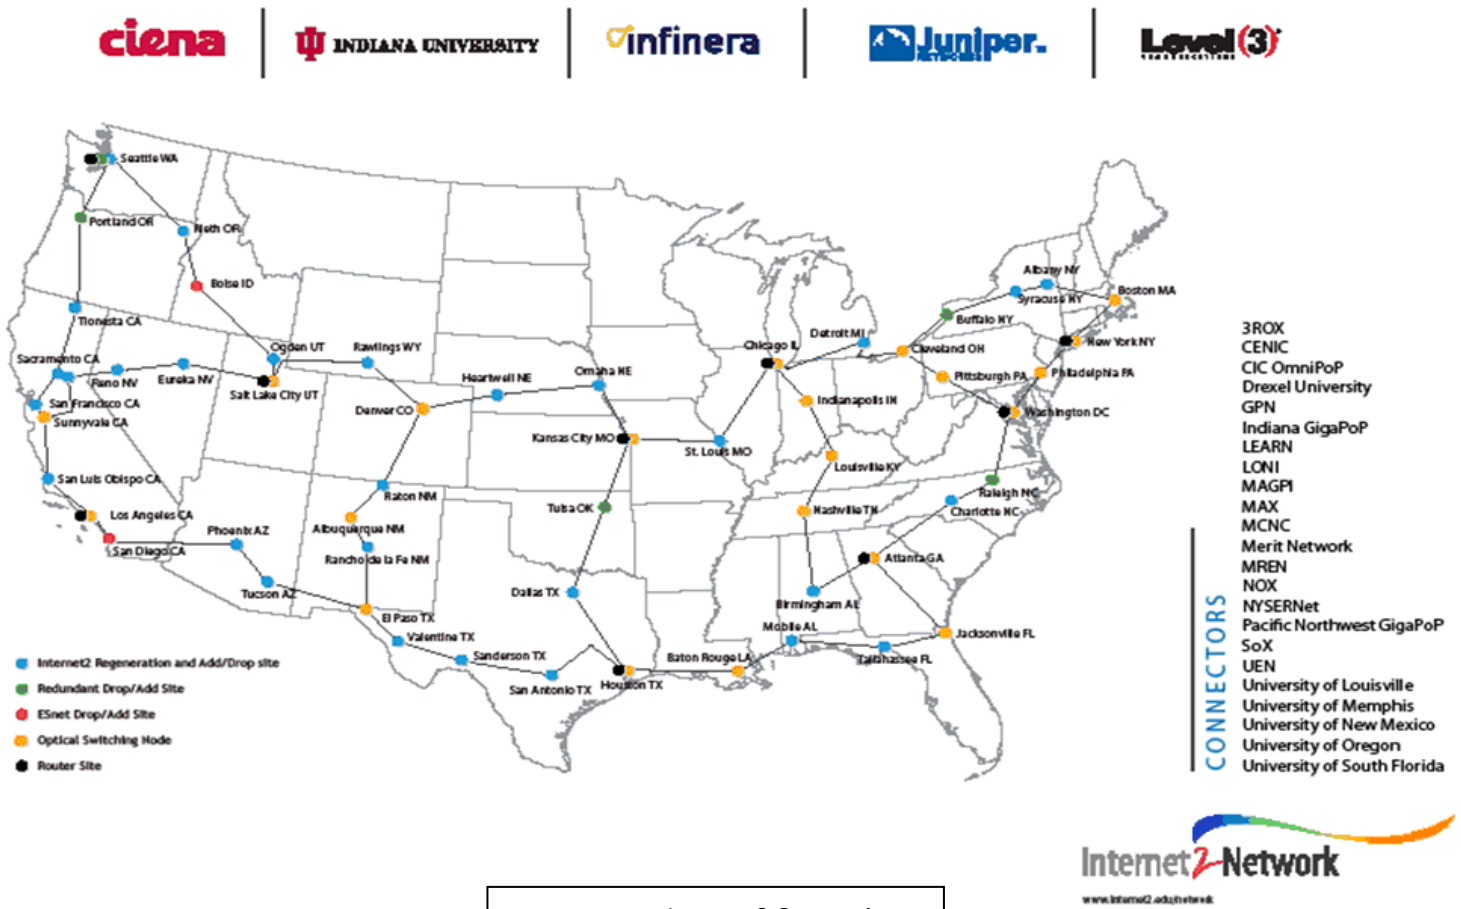 ciena
INDIANA UNIVERSITY
infinera
Juniper
NETWORKS
Level (3)
COMMUNICATIONS
Seattle WA
Portland OR
Neth OR
Boise ID
Tionesta CA
Ogden UT
Rawlings WY
Sacramento CA
Reno NV
Eureka NV
Salt Lake City UT
San Francisco CA
Sunnyvale CA
Denver CO
Heartwell NE
Omaha NE
Kansas City MO
St. Louis MO
Chicago IL
Detroit MI
Cleveland OH
Buffalo NY
Syracuse NY
Albany NY
Boston MA
New York NY
Philadelphia PA
Pittsburgh PA
Washington DC
Indianapolis IN
Louisville KY
Nashville TN
Raleigh NC
Charlotte NC
Atlanta GA
Birmingham AL
San Luis Obispo CA
Los Angeles CA
San Diego CA
Phoenix AZ
Tucson AZ
Raton NM
Albuquerque NM
Rancho de la Fe NM
El Paso TX
Valentine TX
Sanderson TX
San Antonio TX
Houston TX
Dallas TX
Tulsa OK
Baton Rouge LA
Mobile AL
Tallahassee FL
Jacksonville FL
Internet2 Regeneration and Add/Drop site
Redundant Drop/Add Site
ESnet Drop/Add Site
Optical Switching Node
Router Site
CONNECTORS
3ROX
CENIC
CIC OmniPoP
Drexel University
GPN
Indiana GigaPoP
LEARN
LONI
MAGPI
MAX
MCNC
Merit Network
MREN
NOX
NYSERNet
Pacific Northwest GigaPoP
SoX
UEN
University of Louisville
University of Memphis
University of New Mexico
University of Oregon
University of South Florida
Internet2 Network
www.internet2.edu/network